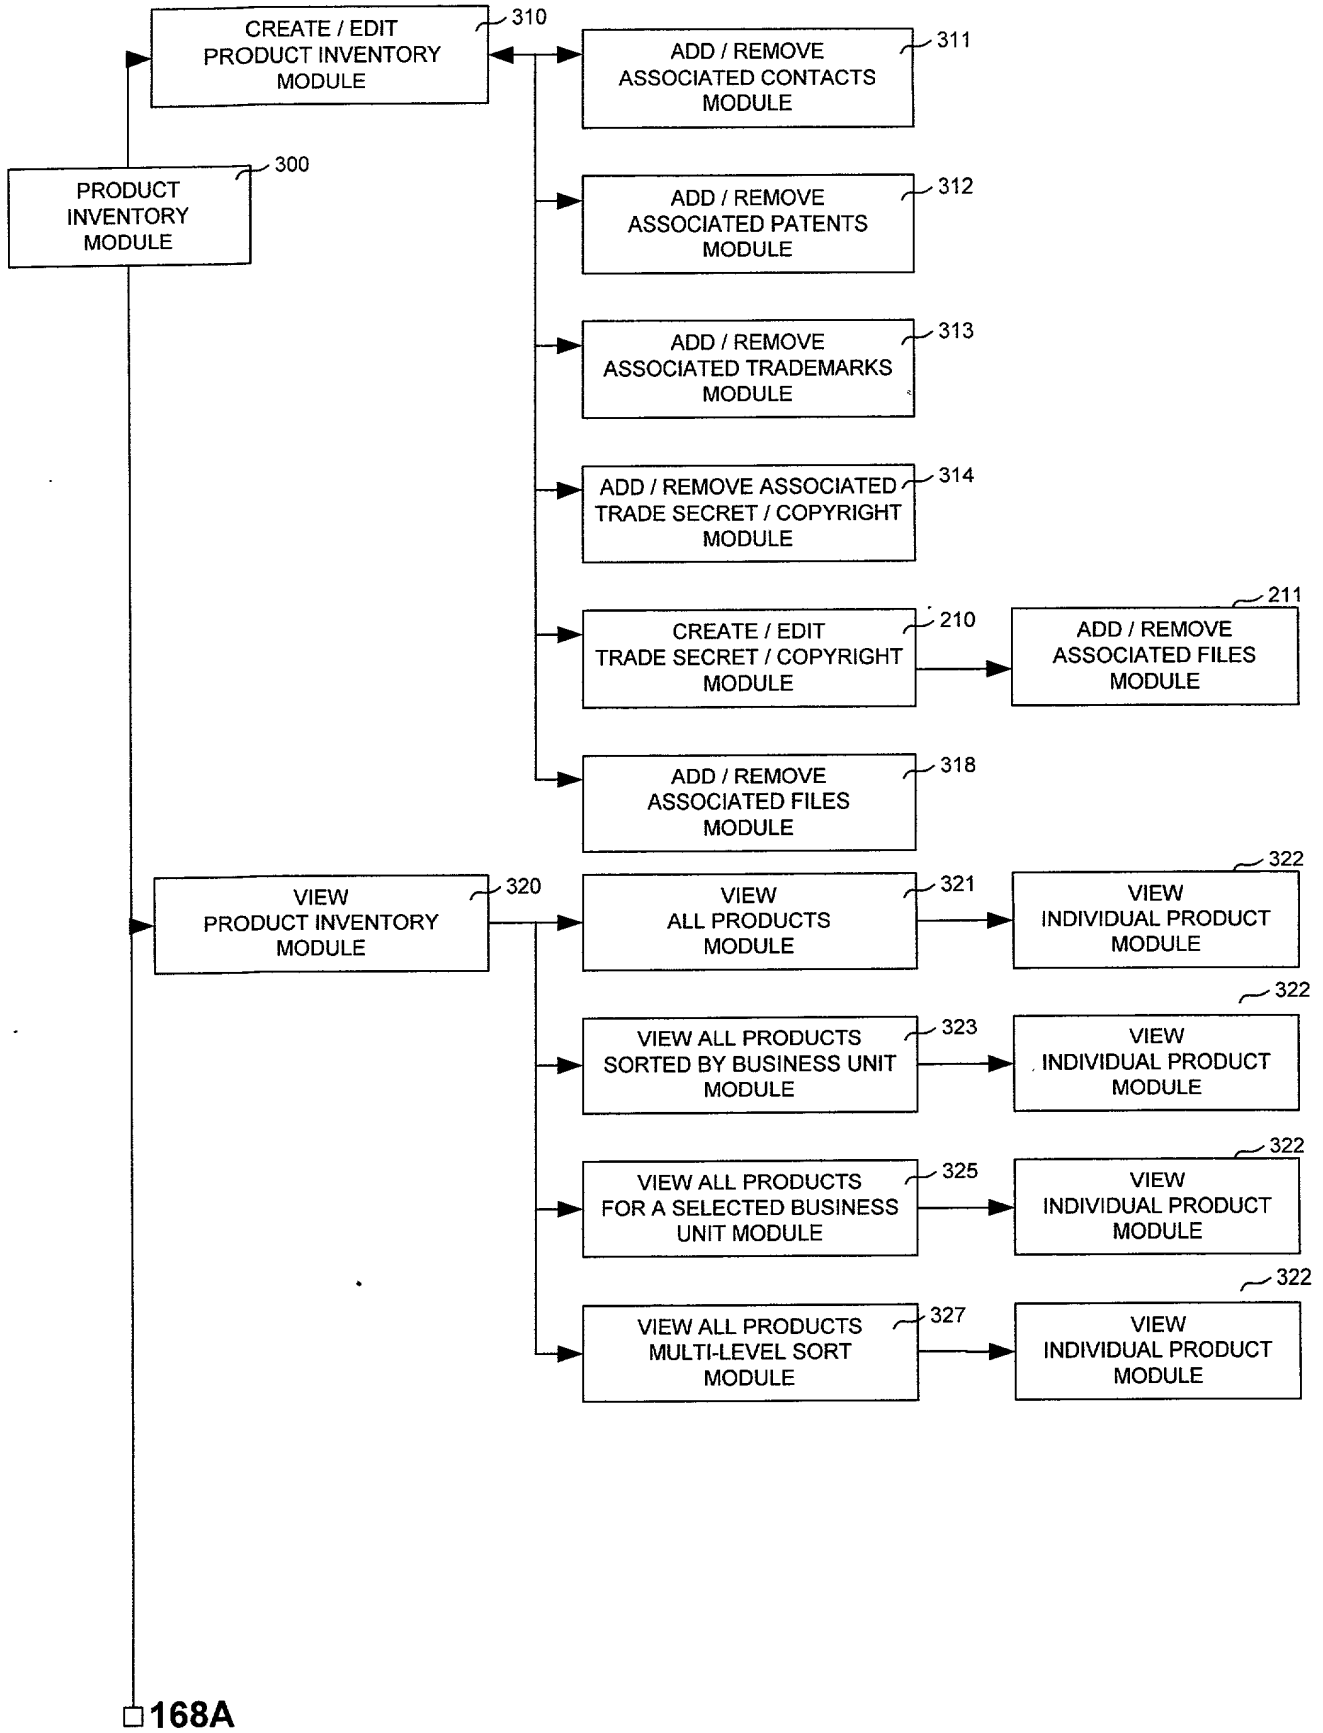 CREATE / EDIT
PRODUCT INVENTORY
MODULE
310
ADD / REMOVE
ASSOCIATED CONTACTS
MODULE
311
PRODUCT
INVENTORY
MODULE
300
ADD / REMOVE
ASSOCIATED PATENTS
MODULE
312
ADD / REMOVE
ASSOCIATED TRADEMARKS
MODULE
313
ADD / REMOVE ASSOCIATED
TRADE SECRET / COPYRIGHT
MODULE
314
CREATE / EDIT
TRADE SECRET / COPYRIGHT
MODULE
210
ADD / REMOVE
ASSOCIATED FILES
MODULE
211
ADD / REMOVE
ASSOCIATED FILES
MODULE
318
VIEW
PRODUCT INVENTORY
MODULE
320
VIEW
ALL PRODUCTS
MODULE
321
VIEW
INDIVIDUAL PRODUCT
MODULE
322
VIEW ALL PRODUCTS
SORTED BY BUSINESS UNIT
MODULE
323
VIEW
INDIVIDUAL PRODUCT
MODULE
322
VIEW ALL PRODUCTS
FOR A SELECTED BUSINESS
UNIT MODULE
325
VIEW
INDIVIDUAL PRODUCT
MODULE
322
VIEW ALL PRODUCTS
MULTI-LEVEL SORT
MODULE
327
VIEW
INDIVIDUAL PRODUCT
MODULE
322
168A